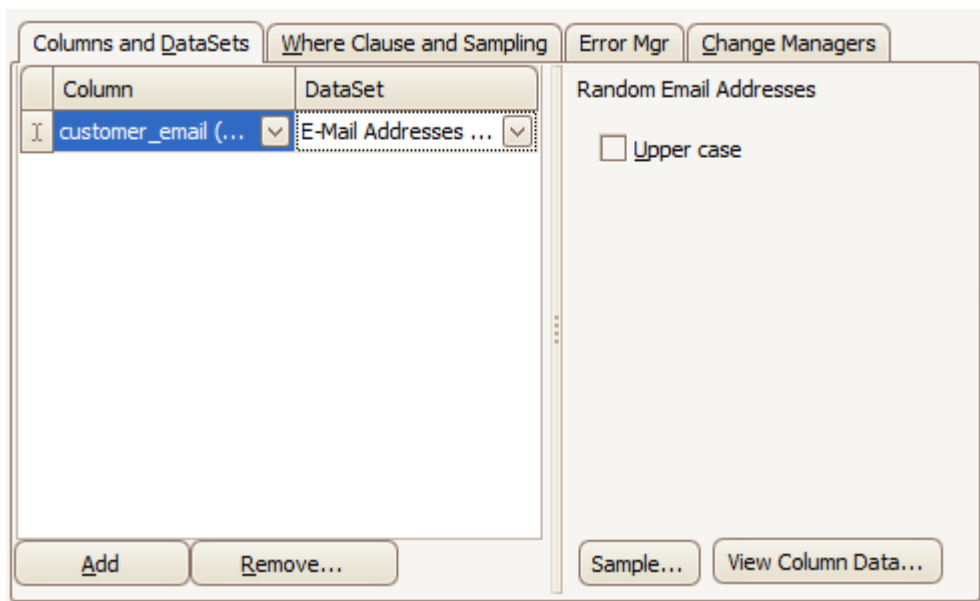 Columns and DataSets Where Clause and Sampling Error Mgr Change Managers
Column DataSet
customer_email (... E-Mail Addresses ...
Random Email Addresses
Upper case
Add Remove...
Sample... View Column Data...